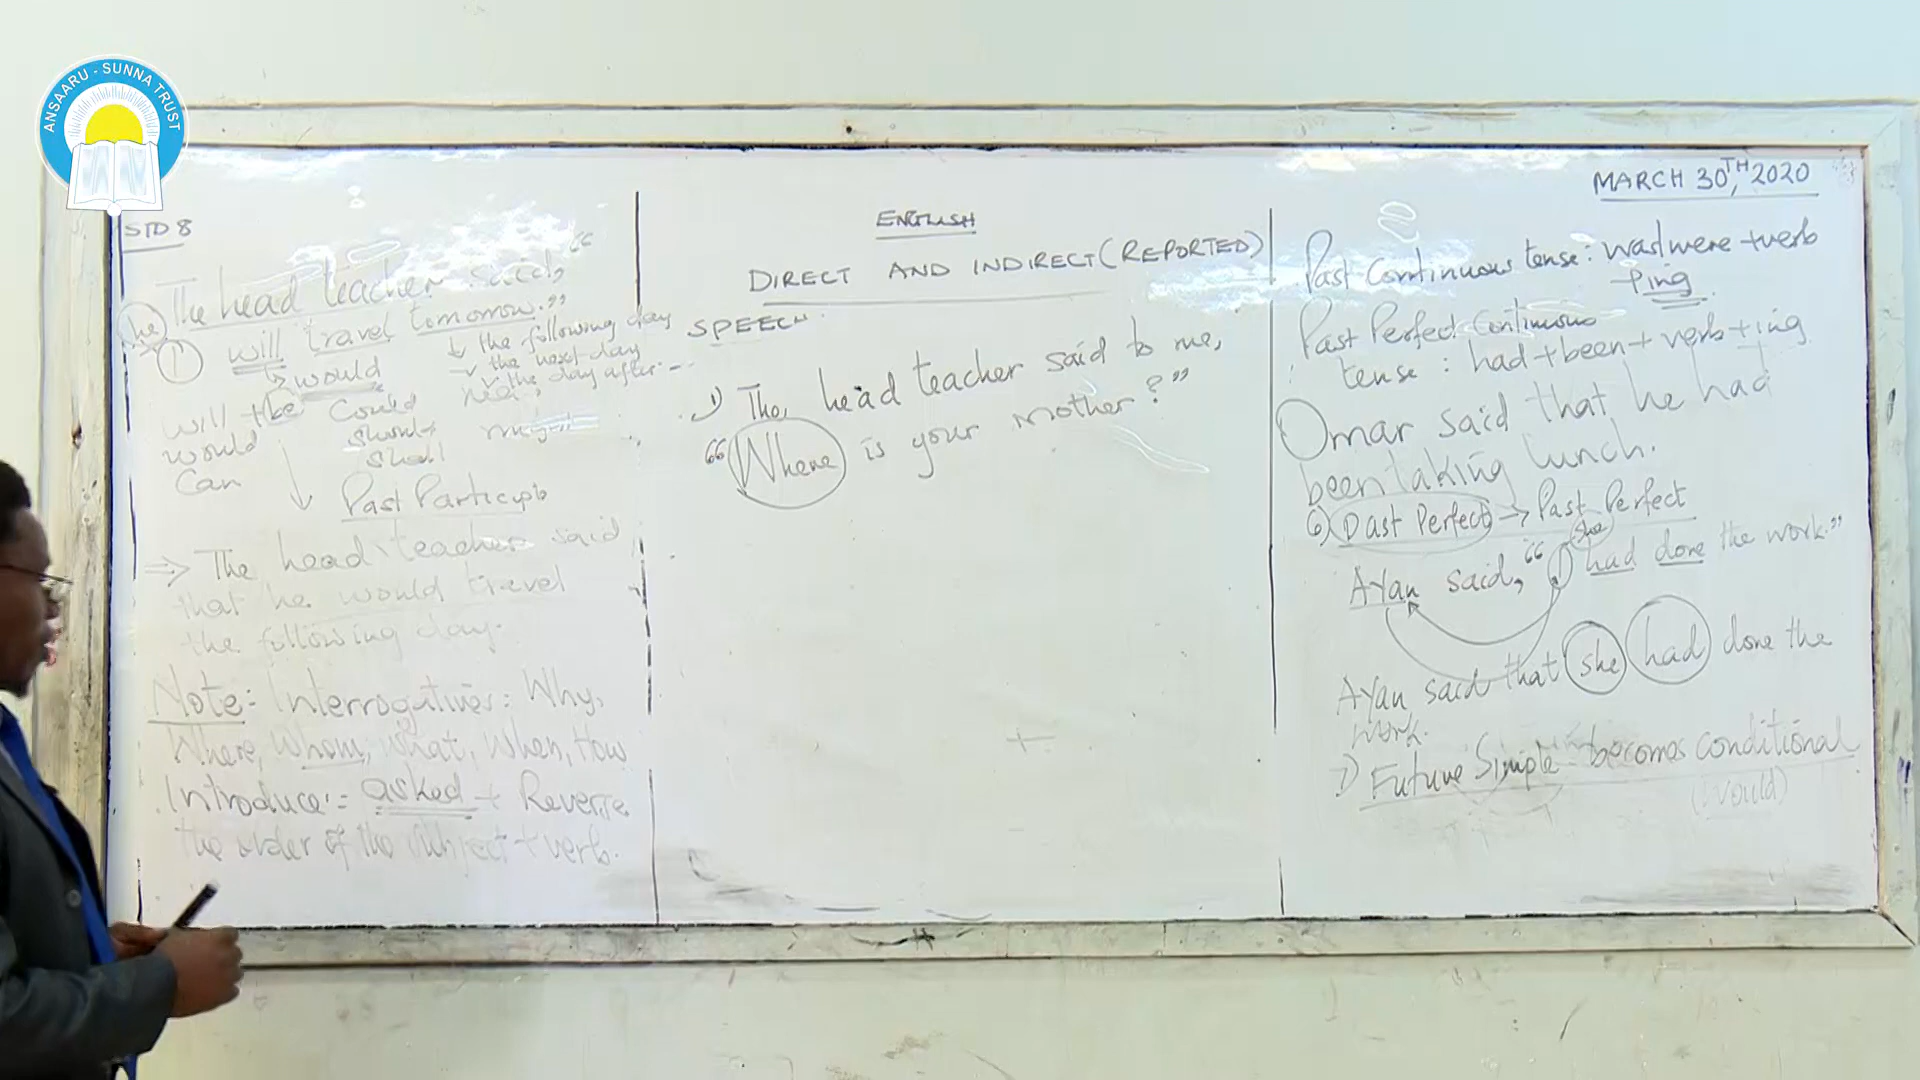 ANSAARU - SUNNA TRUST
STD 8
ENGLISH
MARCH 30TH, 2020
DIRECT AND INDIRECT (REPORTED)
SPEECH
The head teacher said, "
he
I will travel tomorrow."
would
the following day
the next day
the day after
will + be could
would should might
Can shall
Past Participle
The head teacher said
that he would travel
the following day.
Note: Interrogatives: Why,
Where, Whom, What, When, How
Introduce: asked + Reverse
the order of the subject + verb.
1) The head teacher said to me,
"Where is your mother?"
Past Continuous tense: was/were + verb
+ing
Past Perfect Continuous
tense: had + been + verb + ing
Omar said that he had
been taking lunch.
6) Past Perfect → Past Perfect
she
Ayan said, "I had done the work."
Ayan said that she had done the
work.
7) Future Simple becomes conditional
(would)